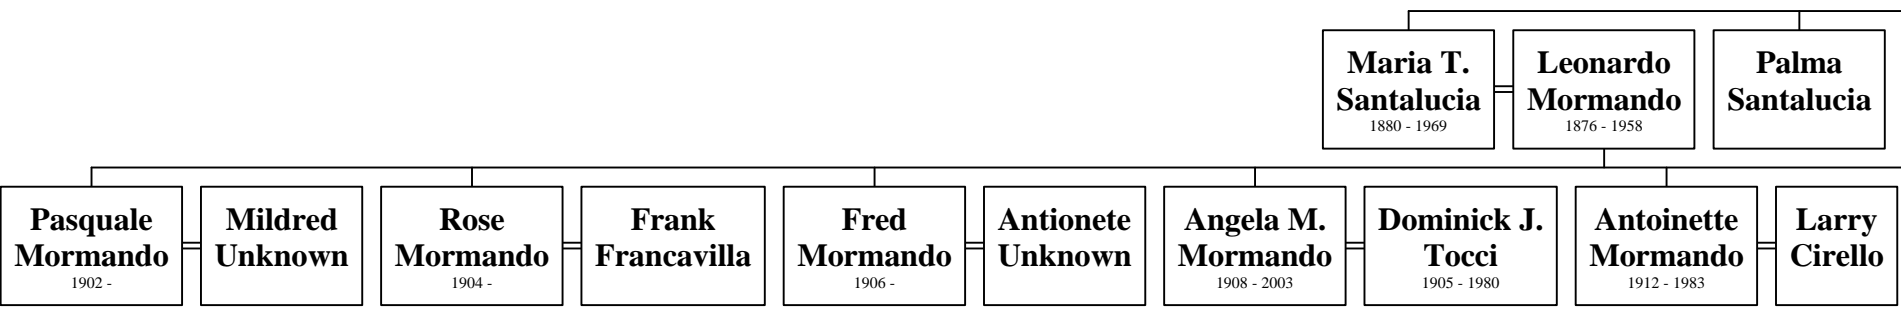 Maria T.
Santalucia
1880 - 1969
Leonardo
Mormando
1876 - 1958
Palma
Santalucia
Pasquale
Mormando
1902 -
Mildred
Unknown
Rose
Mormando
1904 -
Frank
Francavilla
Fred
Mormando
1906 -
Antionete
Unknown
Angela M.
Mormando
1908 - 2003
Dominick J.
Tocci
1905 - 1980
Antoinette
Mormando
1912 - 1983
Larry
Cirello